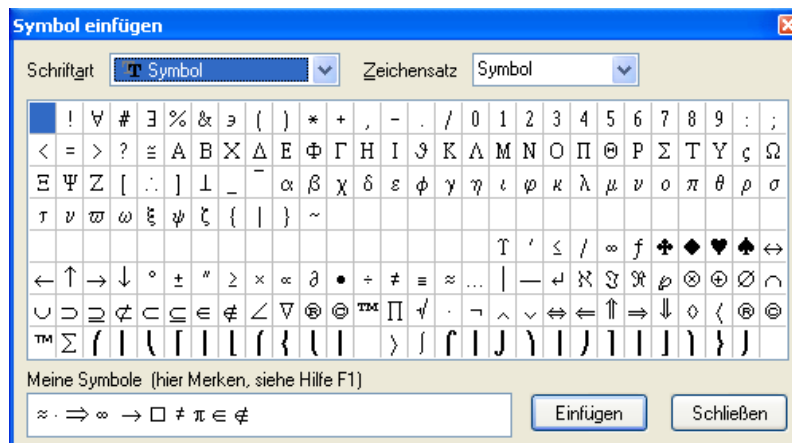 Symbol einfügen
Schriftart Symbol Zeichensatz Symbol
! ∀ # ∃ % & ∍ ( ) ∗ + , − . / 0 1 2 3 4 5 6 7 8 9 : ;
< = > ? ≅ Α Β Χ Δ Ε Φ Γ Η Ι ϑ Κ Λ Μ Ν Ο Π Θ Ρ Σ Τ Υ ς Ω
Ξ Ψ Ζ [ ∴ ] ⊥ _ ‾ α β χ δ ε ϕ γ η ι φ κ λ μ ν ο π θ ρ σ
τ υ ϖ ω ξ ψ ζ { | } ~
ϒ ′ ≤ / ∞ ƒ ♣ ♦ ♥ ♠ ↔
← ↑ → ↓ ° ± ″ ≥ × ∝ ∂ • ÷ ≠ ≡ ≈ … | — ↵ ℵ ℑ ℜ ℘ ⊗ ⊕ ∅ ∩
∪ ⊃ ⊇ ⊄ ⊂ ⊆ ∈ ∉ ∠ ∇ ® © ™ ∏ √ ⋅ ¬ ∧ ∨ ⇔ ⇐ ⇑ ⇒ ⇓ ◊ 〈 ® ©
™ ∑ ⎛ ⎜ ⎝ ⎡ ⎢ ⎣ ⎧ ⎨ ⎩ ⎪ 〉 ∫ ⌠ ⎮ ⌡ ⎞ ⎟ ⎠ ⎤ ⎥ ⎦ ⎫ ⎬ ⎭
Meine Symbole (hier Merken, siehe Hilfe F1)
≈ · ⇒ ∞ → □ ≠ π ∈ ∉
Einfügen Schließen